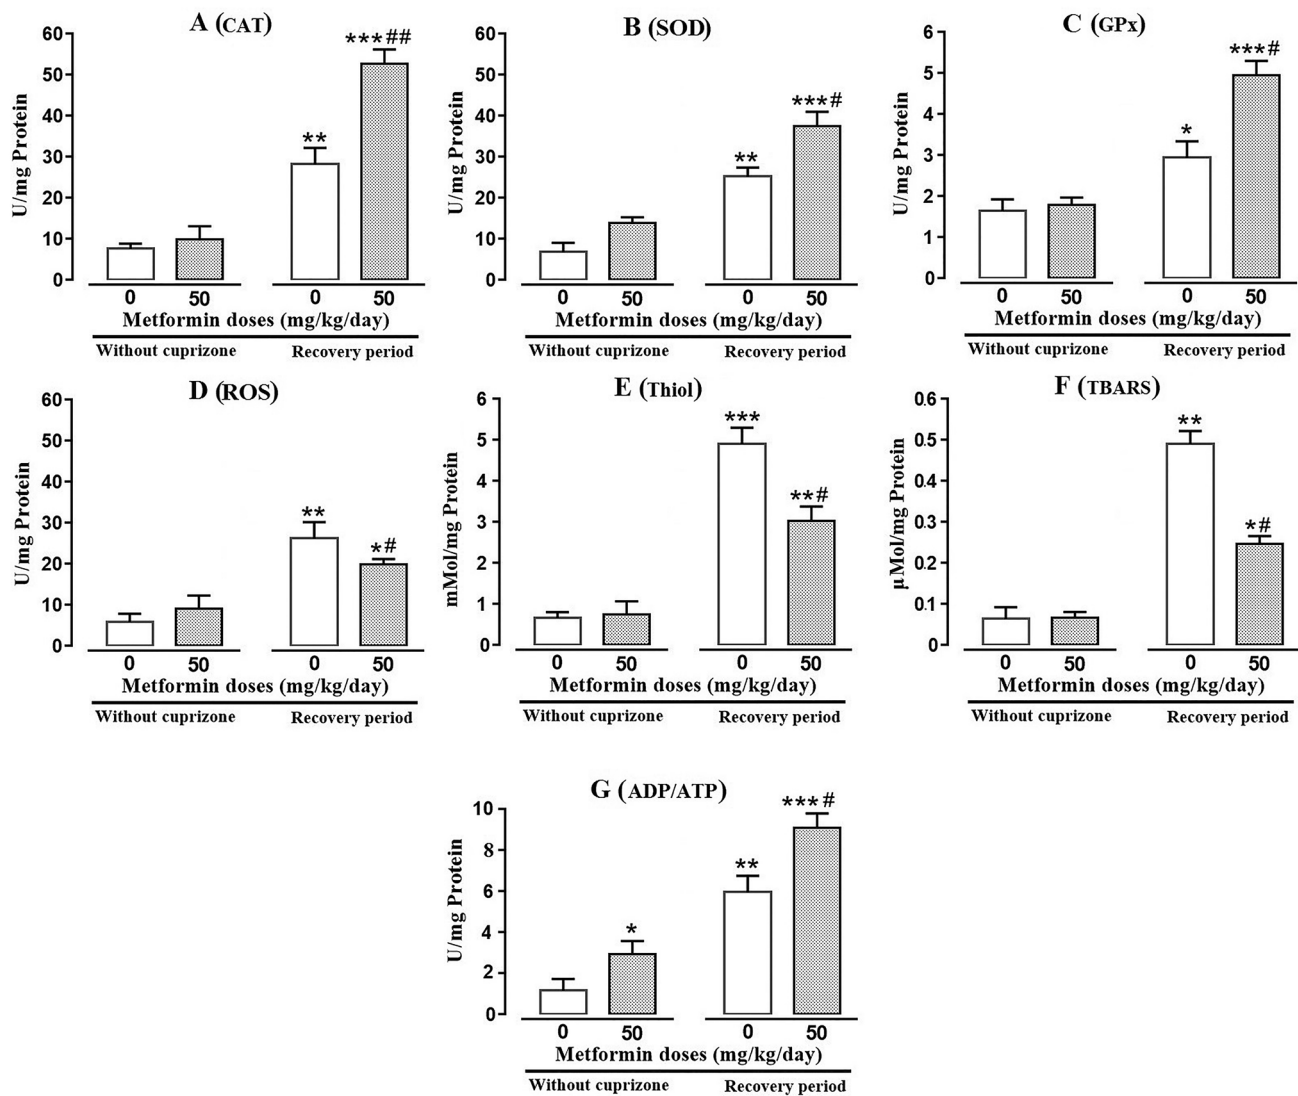 A (CAT)
60
50
40
30
20
10
0
U/mg Protein
**
***##
0 50 0 50
Metformin doses (mg/kg/day)
Without cuprizone Recovery period
B (SOD)
60
50
40
30
20
10
0
U/mg Protein
**
***#
0 50 0 50
Metformin doses (mg/kg/day)
Without cuprizone Recovery period
C (GPx)
6
5
4
3
2
1
0
U/mg Protein
*
***#
0 50 0 50
Metformin doses (mg/kg/day)
Without cuprizone Recovery period
D (ROS)
60
50
40
30
20
10
0
U/mg Protein
**
*#
0 50 0 50
Metformin doses (mg/kg/day)
Without cuprizone Recovery period
E (Thiol)
6
5
4
3
2
1
0
mMol/mg Protein
***
**#
0 50 0 50
Metformin doses (mg/kg/day)
Without cuprizone Recovery period
F (TBARS)
0.6
0.5
0.4
0.3
0.2
0.1
0
µMol/mg Protein
**
*#
0 50 0 50
Metformin doses (mg/kg/day)
Without cuprizone Recovery period
G (ADP/ATP)
10
8
6
4
2
0
U/mg Protein
*
**
***#
0 50 0 50
Metformin doses (mg/kg/day)
Without cuprizone Recovery period